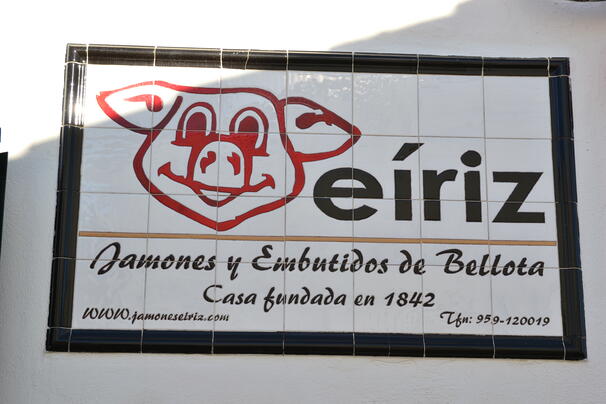 eíriz
Jamones y Embutidos de Bellota
Casa fundada en 1842
WWW.jamoneseiriz.com
Tfn: 959-120019